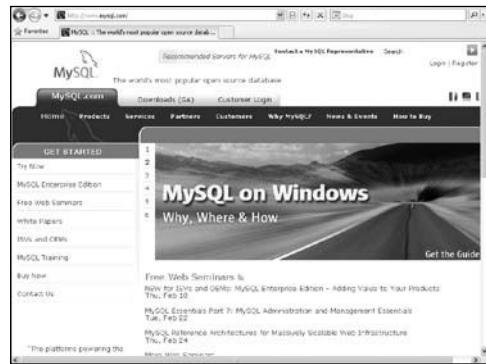 http://www.mysql.com/
Favorites
MySQL :: The world's most popular open source datab...
MySQL
The world's most popular open source database
Recommended Servers for MySQL
Contact a MySQL Representative
Search
Login | Register
MySQL.com
Downloads (GA)
Customer Login
Home Products Services Partners Customers Why MySQL? News & Events How to Buy
GET STARTED
Try Now
MySQL Enterprise Edition
Free Web Seminars
White Papers
ISVs and OEMs
MySQL Training
Buy Now
Contact Us
"The platforms powering the
1
2
3
4
5
6
MySQL on Windows
Why, Where & How
Get the Guide
Free Web Seminars
NEW for ISVs and OEMs: MySQL Enterprise Edition - Adding Value to Your Products
Thu, Feb 10
MySQL Essentials Part 7: MySQL Administration and Management Essentials
Tue, Feb 22
MySQL Reference Architectures for Massively Scalable Web Infrastructure
Thu, Feb 24
More Web Seminars